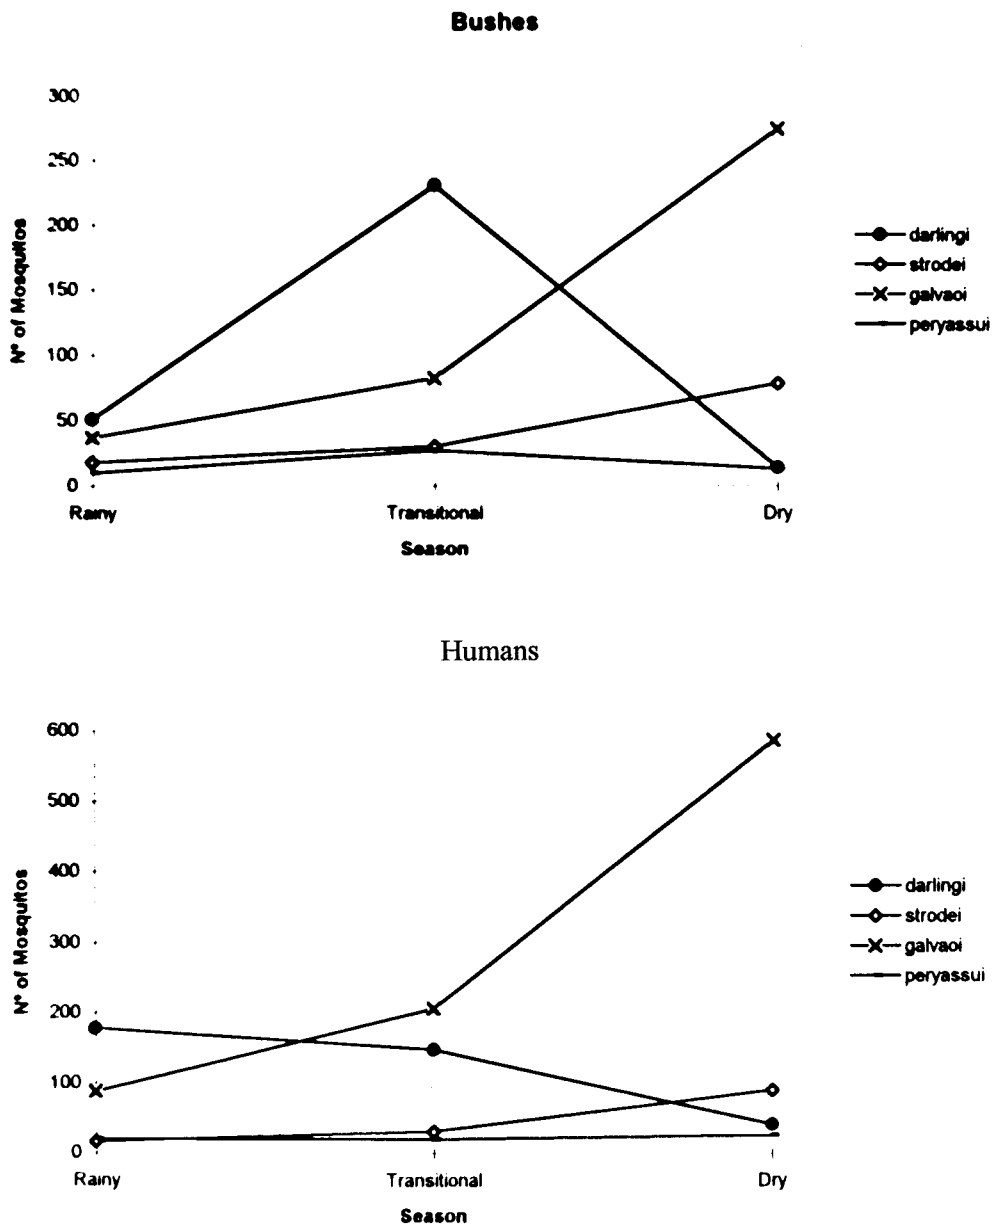 Bushes
300
250
200
150
100
50
0
N° of Mosquitos
Rainy
Transitional
Dry
Season
darlingi
strodei
galvaoi
peryassui
Humans
600
500
400
300
200
100
0
N° of Mosquitos
Rainy
Transitional
Dry
Season
darlingi
strodei
galvaoi
peryassui